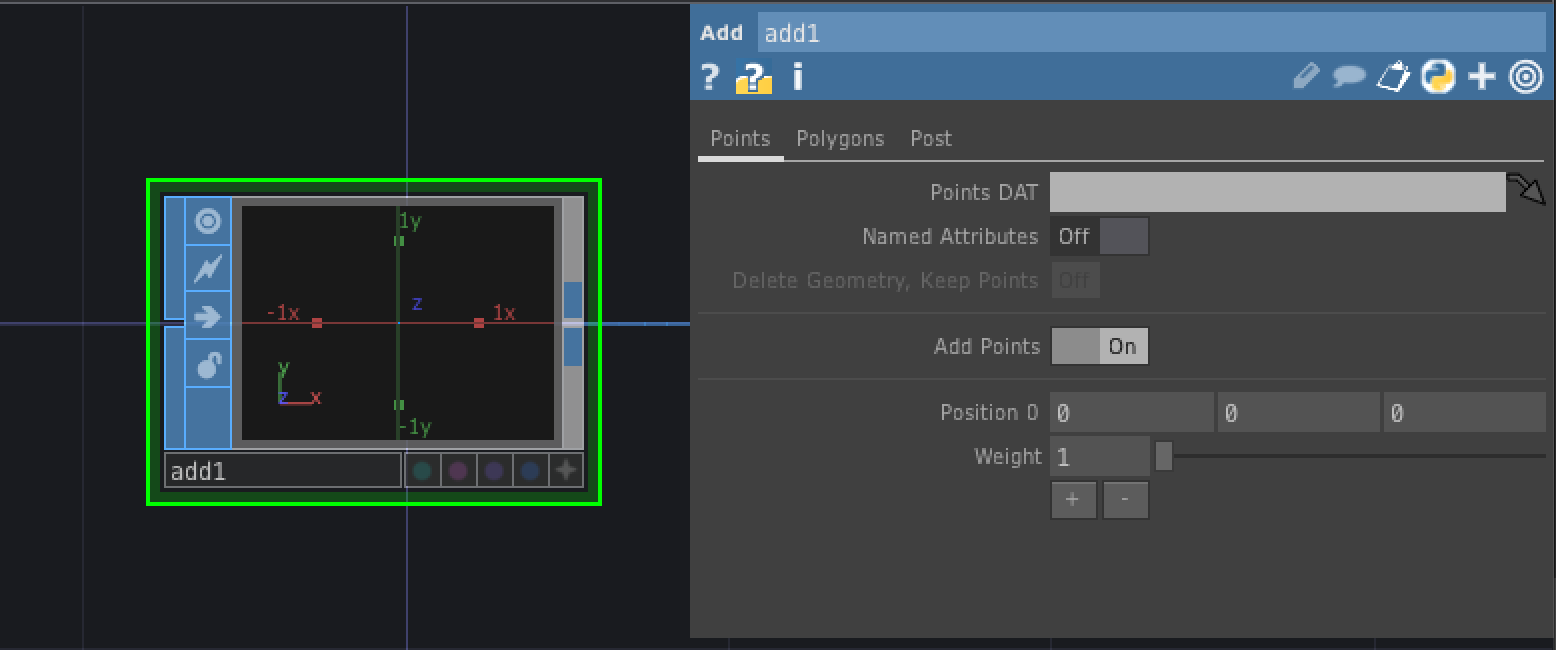 Add add1
? ? i
Points Polygons Post
Points DAT
Named Attributes Off
Delete Geometry, Keep Points Off
Add Points On
Position 0 0 0 0
Weight 1
+ -
1y
z
-1x 1x
y
z x
-1y
add1